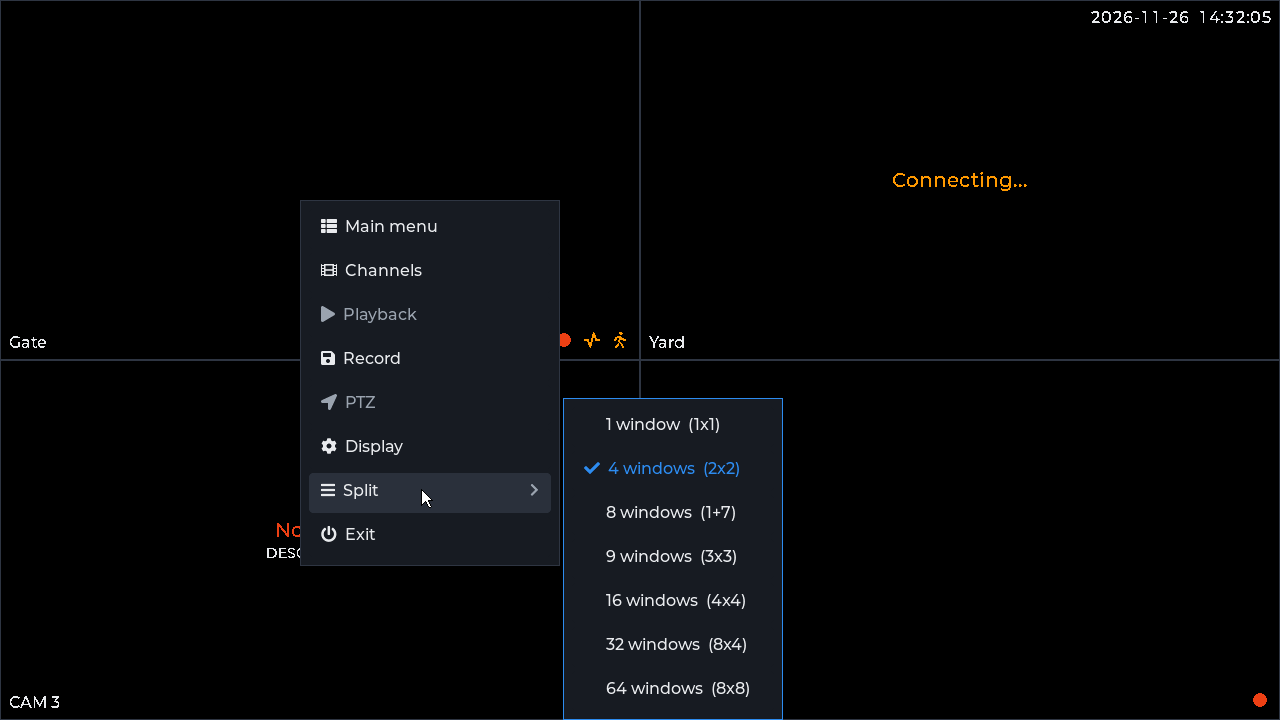 2026-11-26 14:32:05
Connecting...
Main menu
Channels
Playback
Gate
Yard
Record
PTZ
Display
Split
Exit
1 window (1x1)
4 windows (2x2)
8 windows (1+7)
9 windows (3x3)
16 windows (4x4)
32 windows (8x4)
64 windows (8x8)
CAM 3